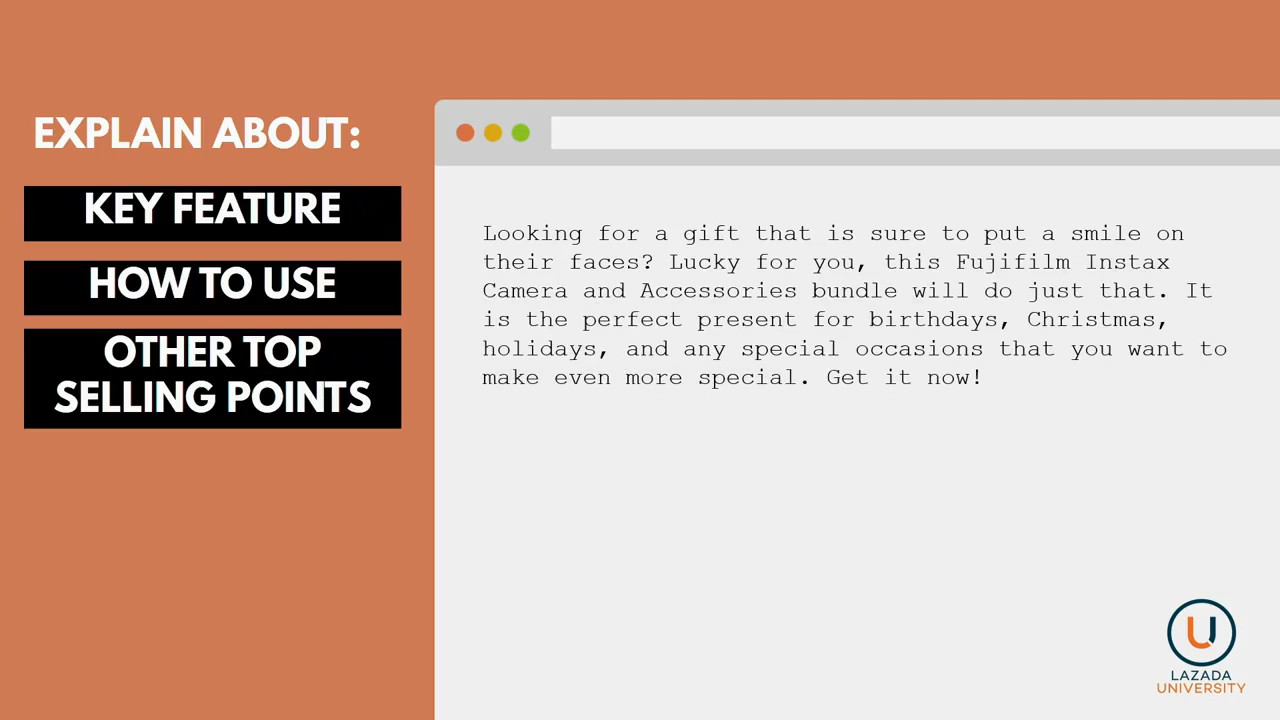 EXPLAIN ABOUT:
KEY FEATURE
HOW TO USE
OTHER TOP
SELLING POINTS
Looking for a gift that is sure to put a smile on
their faces? Lucky for you, this Fujifilm Instax
Camera and Accessories bundle will do just that. It
is the perfect present for birthdays, Christmas,
holidays, and any special occasions that you want to
make even more special. Get it now!
LAZADA
UNIVERSITY